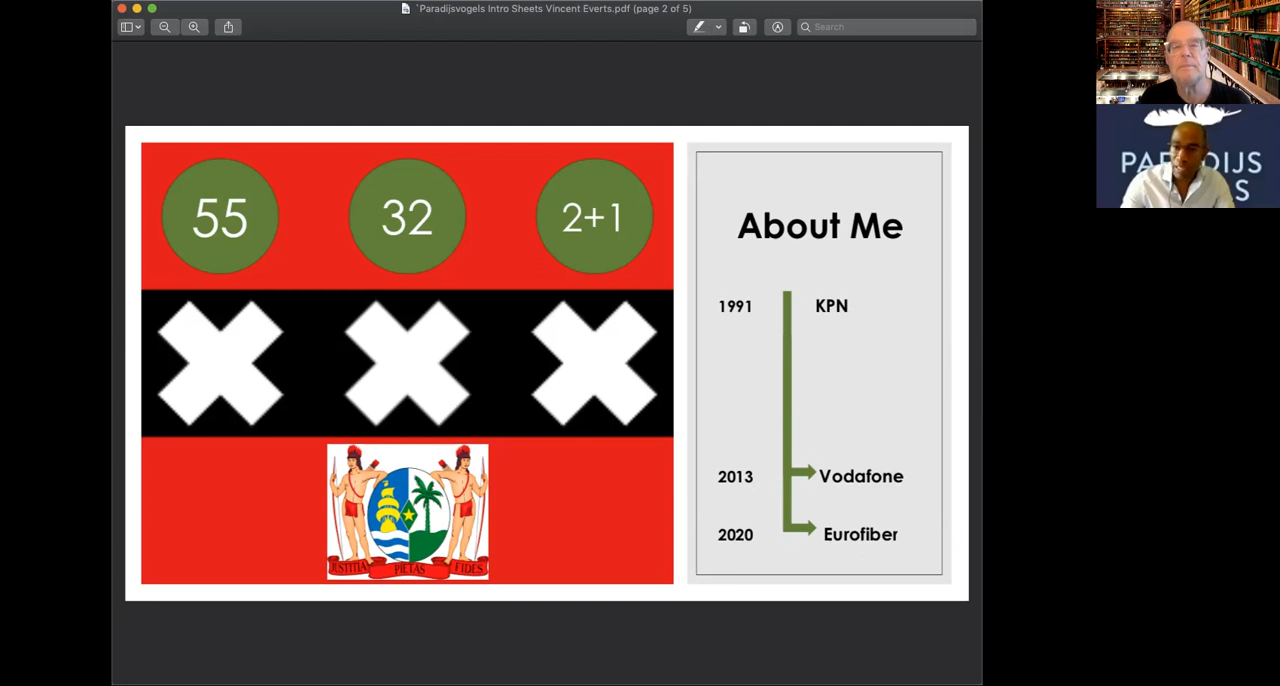 `Paradijsvogels Intro Sheets Vincent Everts.pdf (page 2 of 5)
Search
55
32
2+1
About Me
1991 KPN
2013 Vodafone
2020 Eurofiber
JUSTITIA PIETAS FIDES